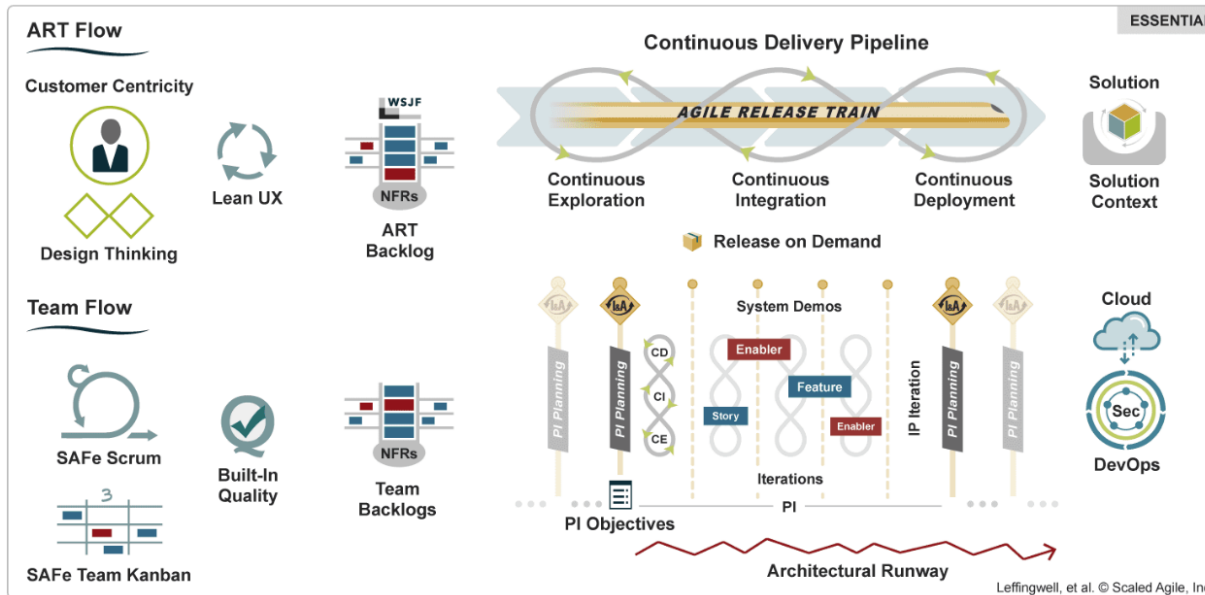 ESSENTIAL
ART Flow
Customer Centricity
Design Thinking
Lean UX
WSJF
NFRs
ART
Backlog
Continuous Delivery Pipeline
AGILE RELEASE TRAIN
Continuous
Exploration
Continuous
Integration
Continuous
Deployment
Release on Demand
Solution
Solution
Context
Team Flow
SAFe Scrum
3
SAFe Team Kanban
Built-In
Quality
NFRs
Team
Backlogs
I&A
I&A
I&A
I&A
PI Planning
PI Planning
PI Planning
PI Planning
System Demos
CD
CI
CE
Enabler
Feature
Story
Enabler
IP Iteration
Iterations
PI
PI Objectives
Architectural Runway
Cloud
Sec
DevOps
Leffingwell, et al. © Scaled Agile, Inc